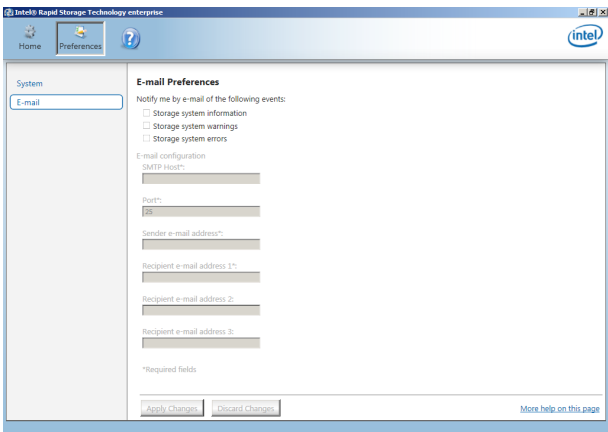 Intel® Rapid Storage Technology enterprise
Home
Preferences
?
intel
System
E-mail
E-mail Preferences
Notify me by e-mail of the following events:
Storage system information
Storage system warnings
Storage system errors
E-mail configuration
SMTP Host*:
Port*:
25
Sender e-mail address*:
Recipient e-mail address 1*:
Recipient e-mail address 2:
Recipient e-mail address 3:
*Required fields
Apply Changes
Discard Changes
More help on this page